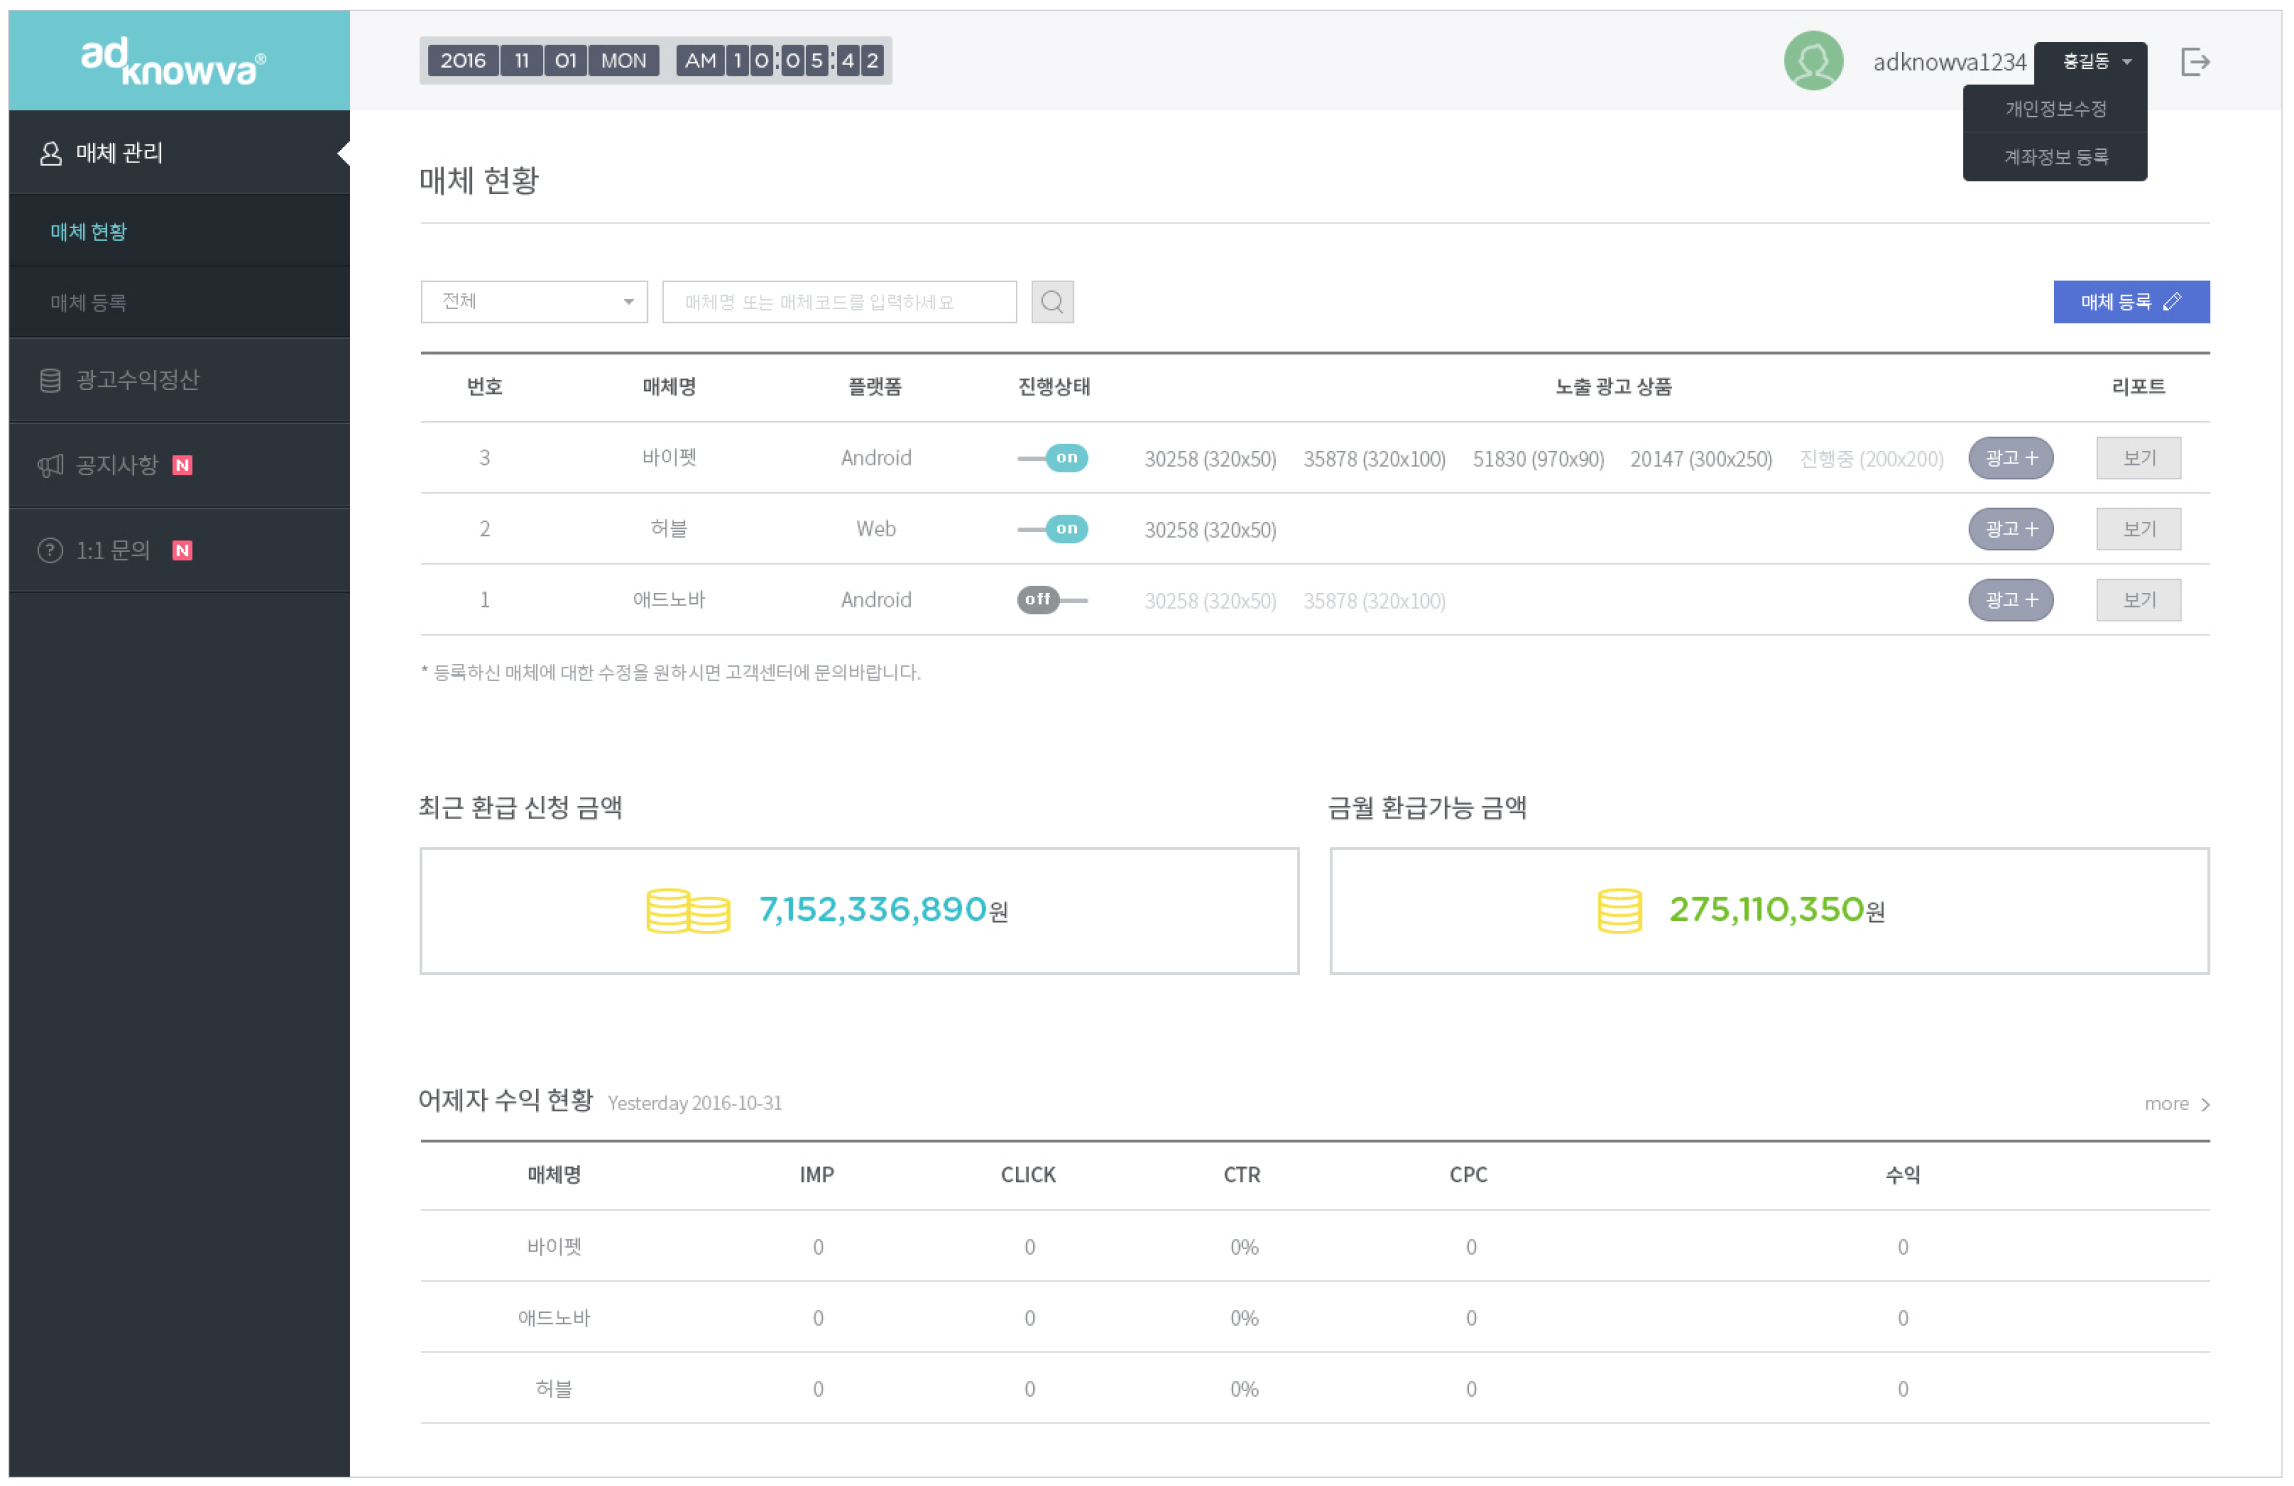 adknowva®
2016 11 01 MON AM 10:05:42
adknowva1234 홍길동
개인정보수정
계좌정보 등록
매체 관리
매체 현황
매체 등록
광고수익정산
공지사항 N
1:1 문의 N
매체 현황
전체 매체명 또는 매체코드를 입력하세요 매체 등록
번호 매체명 플랫폼 진행상태 노출 광고 상품 리포트
3 바이펫 Android on 30258 (320x50) 35878 (320x100) 51830 (970x90) 20147 (300x250) 진행중 (200x200) 광고 + 보기
2 허블 Web on 30258 (320x50) 광고 + 보기
1 애드노바 Android off 30258 (320x50) 35878 (320x100) 광고 + 보기
* 등록하신 매체에 대한 수정을 원하시면 고객센터에 문의바랍니다.
최근 환급 신청 금액
7,152,336,890원
금월 환급가능 금액
275,110,350원
어제자 수익 현황 Yesterday 2016-10-31 more >
매체명 IMP CLICK CTR CPC 수익
바이펫 0 0 0% 0 0
애드노바 0 0 0% 0 0
허블 0 0 0% 0 0